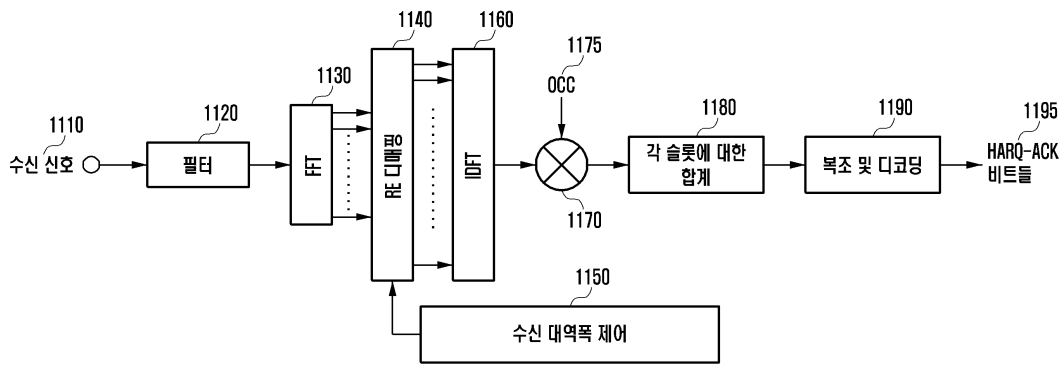 1110
수신 신호
1120
필터
1130
FFT
1140
RE 디매핑
1160
IDFT
1175
OCC
1170
1180
각 슬롯에 대한
합계
1190
복조 및 디코딩
1195
HARQ-ACK
비트들
1150
수신 대역폭 제어